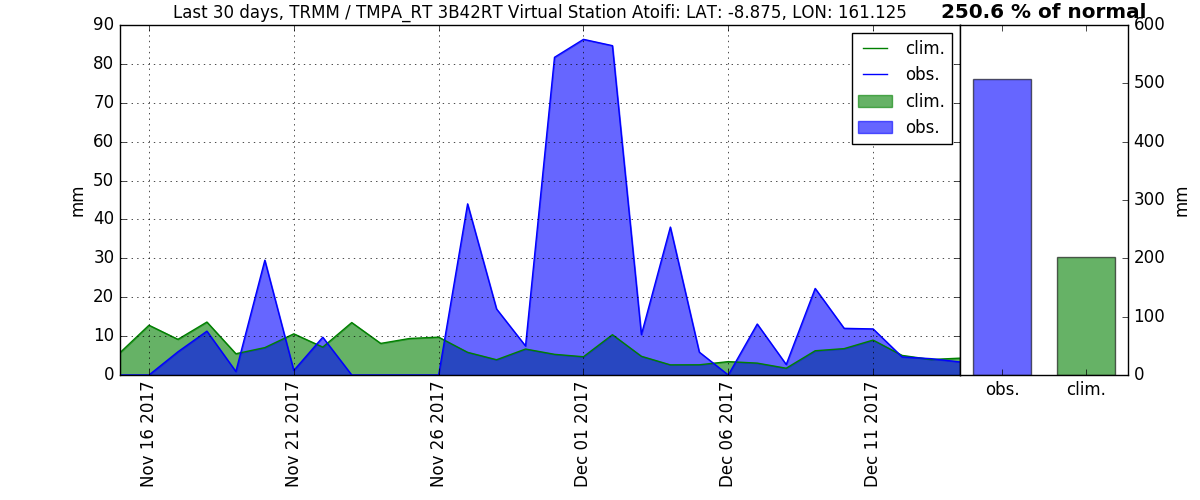 Last 30 days, TRMM / TMPA_RT 3B42RT Virtual Station Atoifi: LAT: -8.875, LON: 161.125
250.6 % of normal
90
80
70
60
50
40
30
20
10
0
mm
clim.
obs.
clim.
obs.
Nov 16 2017
Nov 21 2017
Nov 26 2017
Dec 01 2017
Dec 06 2017
Dec 11 2017
600
500
400
300
200
100
0
mm
obs.
clim.